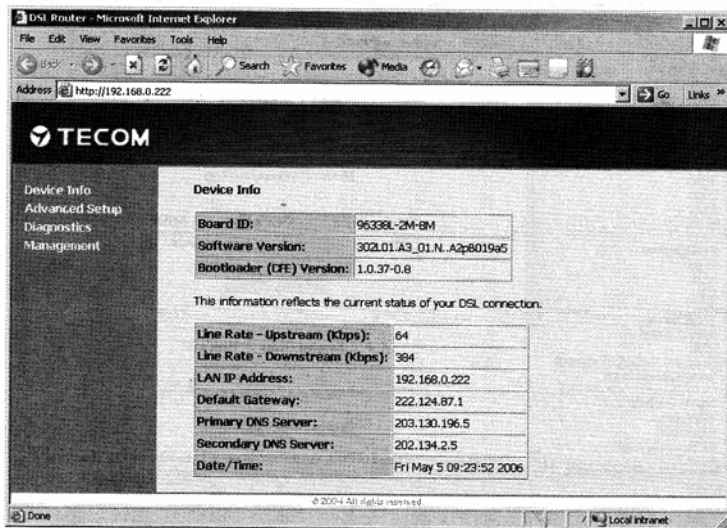 DSL Router - Microsoft Internet Explorer
File Edit View Favorites Tools Help
Back Search Favorites Media
Address http://192.168.0.222 Go Links »
TECOM
Device Info
Advanced Setup
Diagnostics
Management
Device Info
Board ID: 96338L-2M-8M
Software Version: 302L01.A3_01.N..A2pB019a5
Bootloader (CFE) Version: 1.0.37-0.8
This information reflects the current status of your DSL connection.
Line Rate - Upstream (Kbps): 64
Line Rate - Downstream (Kbps): 384
LAN IP Address: 192.168.0.222
Default Gateway: 222.124.87.1
Primary DNS Server: 203.130.196.5
Secondary DNS Server: 202.134.2.5
Date/Time: Fri May 5 09:23:52 2006
© 2004 All rights reserved.
Done Local intranet